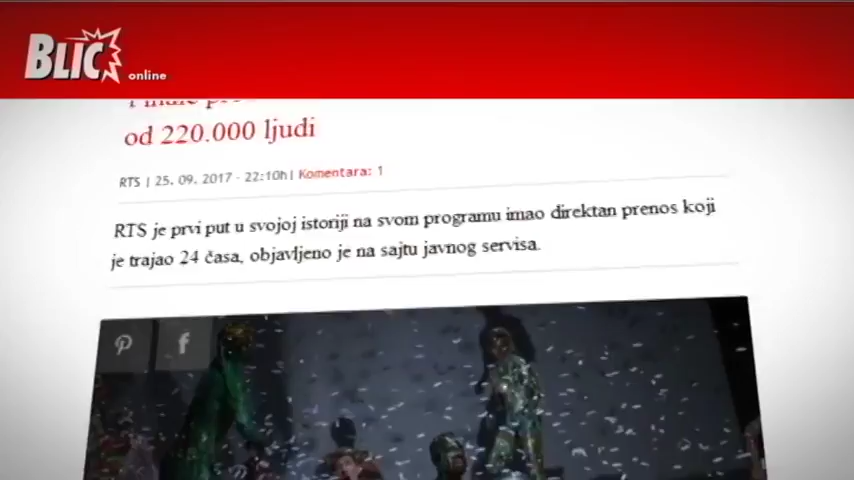 BLIC
online
od 220.000 ljudi
RTS | 25. 09. 2017 - 22:10h | Komentara: 1
RTS je prvi put u svojoj istoriji na svom programu imao direktan prenos koji
je trajao 24 časa, objavljeno je na sajtu javnog servisa.
f